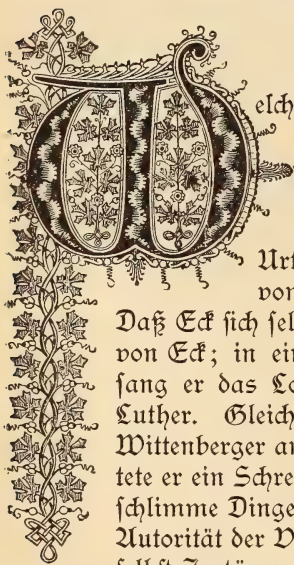 Welch
Urt
von
Daß Eck sich sel
von Eck; in ein
sang er das Lo
Luther. Gleich
Wittenberger an
tete er ein Schre
schlimme Dinge
Autorität der